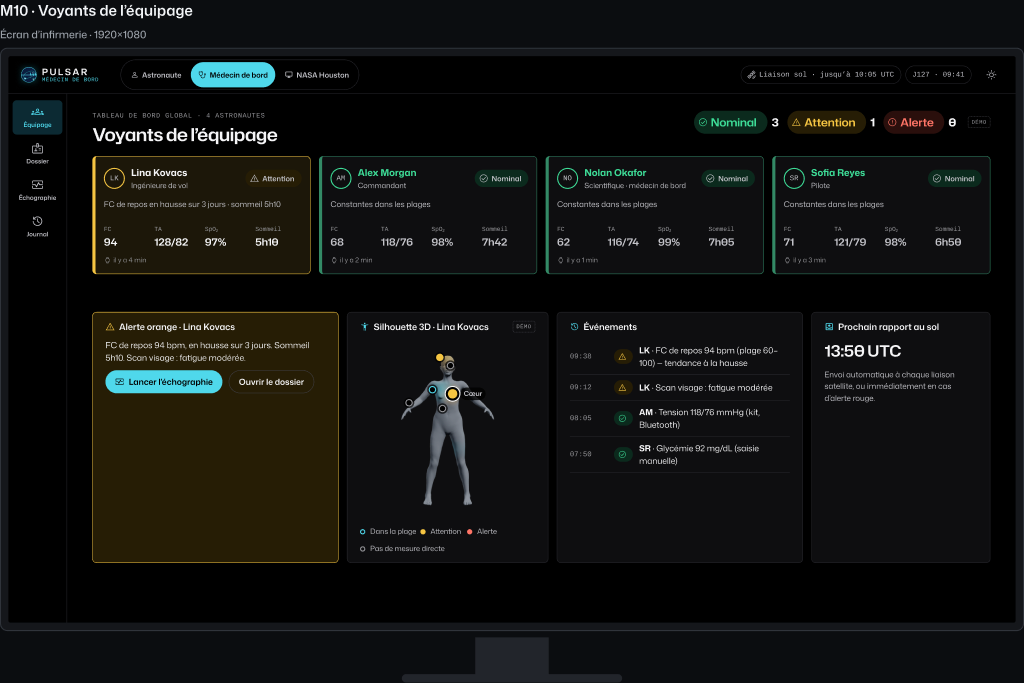 M10 · Voyants de l'équipage
Écran d'infirmerie · 1920×1080
PULSAR
MÉDECIN DE BORD
Astronaute
Médecin de bord
NASA Houston
Liaison sol · jusqu'à 10:05 UTC
J127 · 09:41
Équipage
Dossier
Échographie
Journal
TABLEAU DE BORD GLOBAL · 4 ASTRONAUTES
Voyants de l'équipage
Nominal 3
Attention 1
Alerte 0
DÉMO
LK
Lina Kovacs
Ingénieure de vol
Attention
FC de repos en hausse sur 3 jours · sommeil 5h10
FC TA SpO₂ Sommeil
94 128/82 97% 5h10
il y a 4 min
AM
Alex Morgan
Commandant
Nominal
Constantes dans les plages
FC TA SpO₂ Sommeil
68 118/76 98% 7h42
il y a 2 min
NO
Nolan Okafor
Scientifique · médecin de bord
Nominal
Constantes dans les plages
FC TA SpO₂ Sommeil
62 116/74 99% 7h05
il y a 1 min
SR
Sofia Reyes
Pilote
Nominal
Constantes dans les plages
FC TA SpO₂ Sommeil
71 121/79 98% 6h50
il y a 3 min
Alerte orange · Lina Kovacs
FC de repos 94 bpm, en hausse sur 3 jours. Sommeil
5h10. Scan visage : fatigue modérée.
Lancer l'échographie
Ouvrir le dossier
Silhouette 3D · Lina Kovacs
DÉMO
Cœur
Dans la plage
Attention
Alerte
Pas de mesure directe
Événements
09:38
LK · FC de repos 94 bpm (plage 60–
100) — tendance à la hausse
09:12
LK · Scan visage : fatigue modérée
08:05
AM · Tension 118/76 mmHg (kit,
Bluetooth)
07:50
SR · Glycémie 92 mg/dL (saisie
manuelle)
Prochain rapport au sol
13:50 UTC
Envoi automatique à chaque liaison
satellite, ou immédiatement en cas
d'alerte rouge.